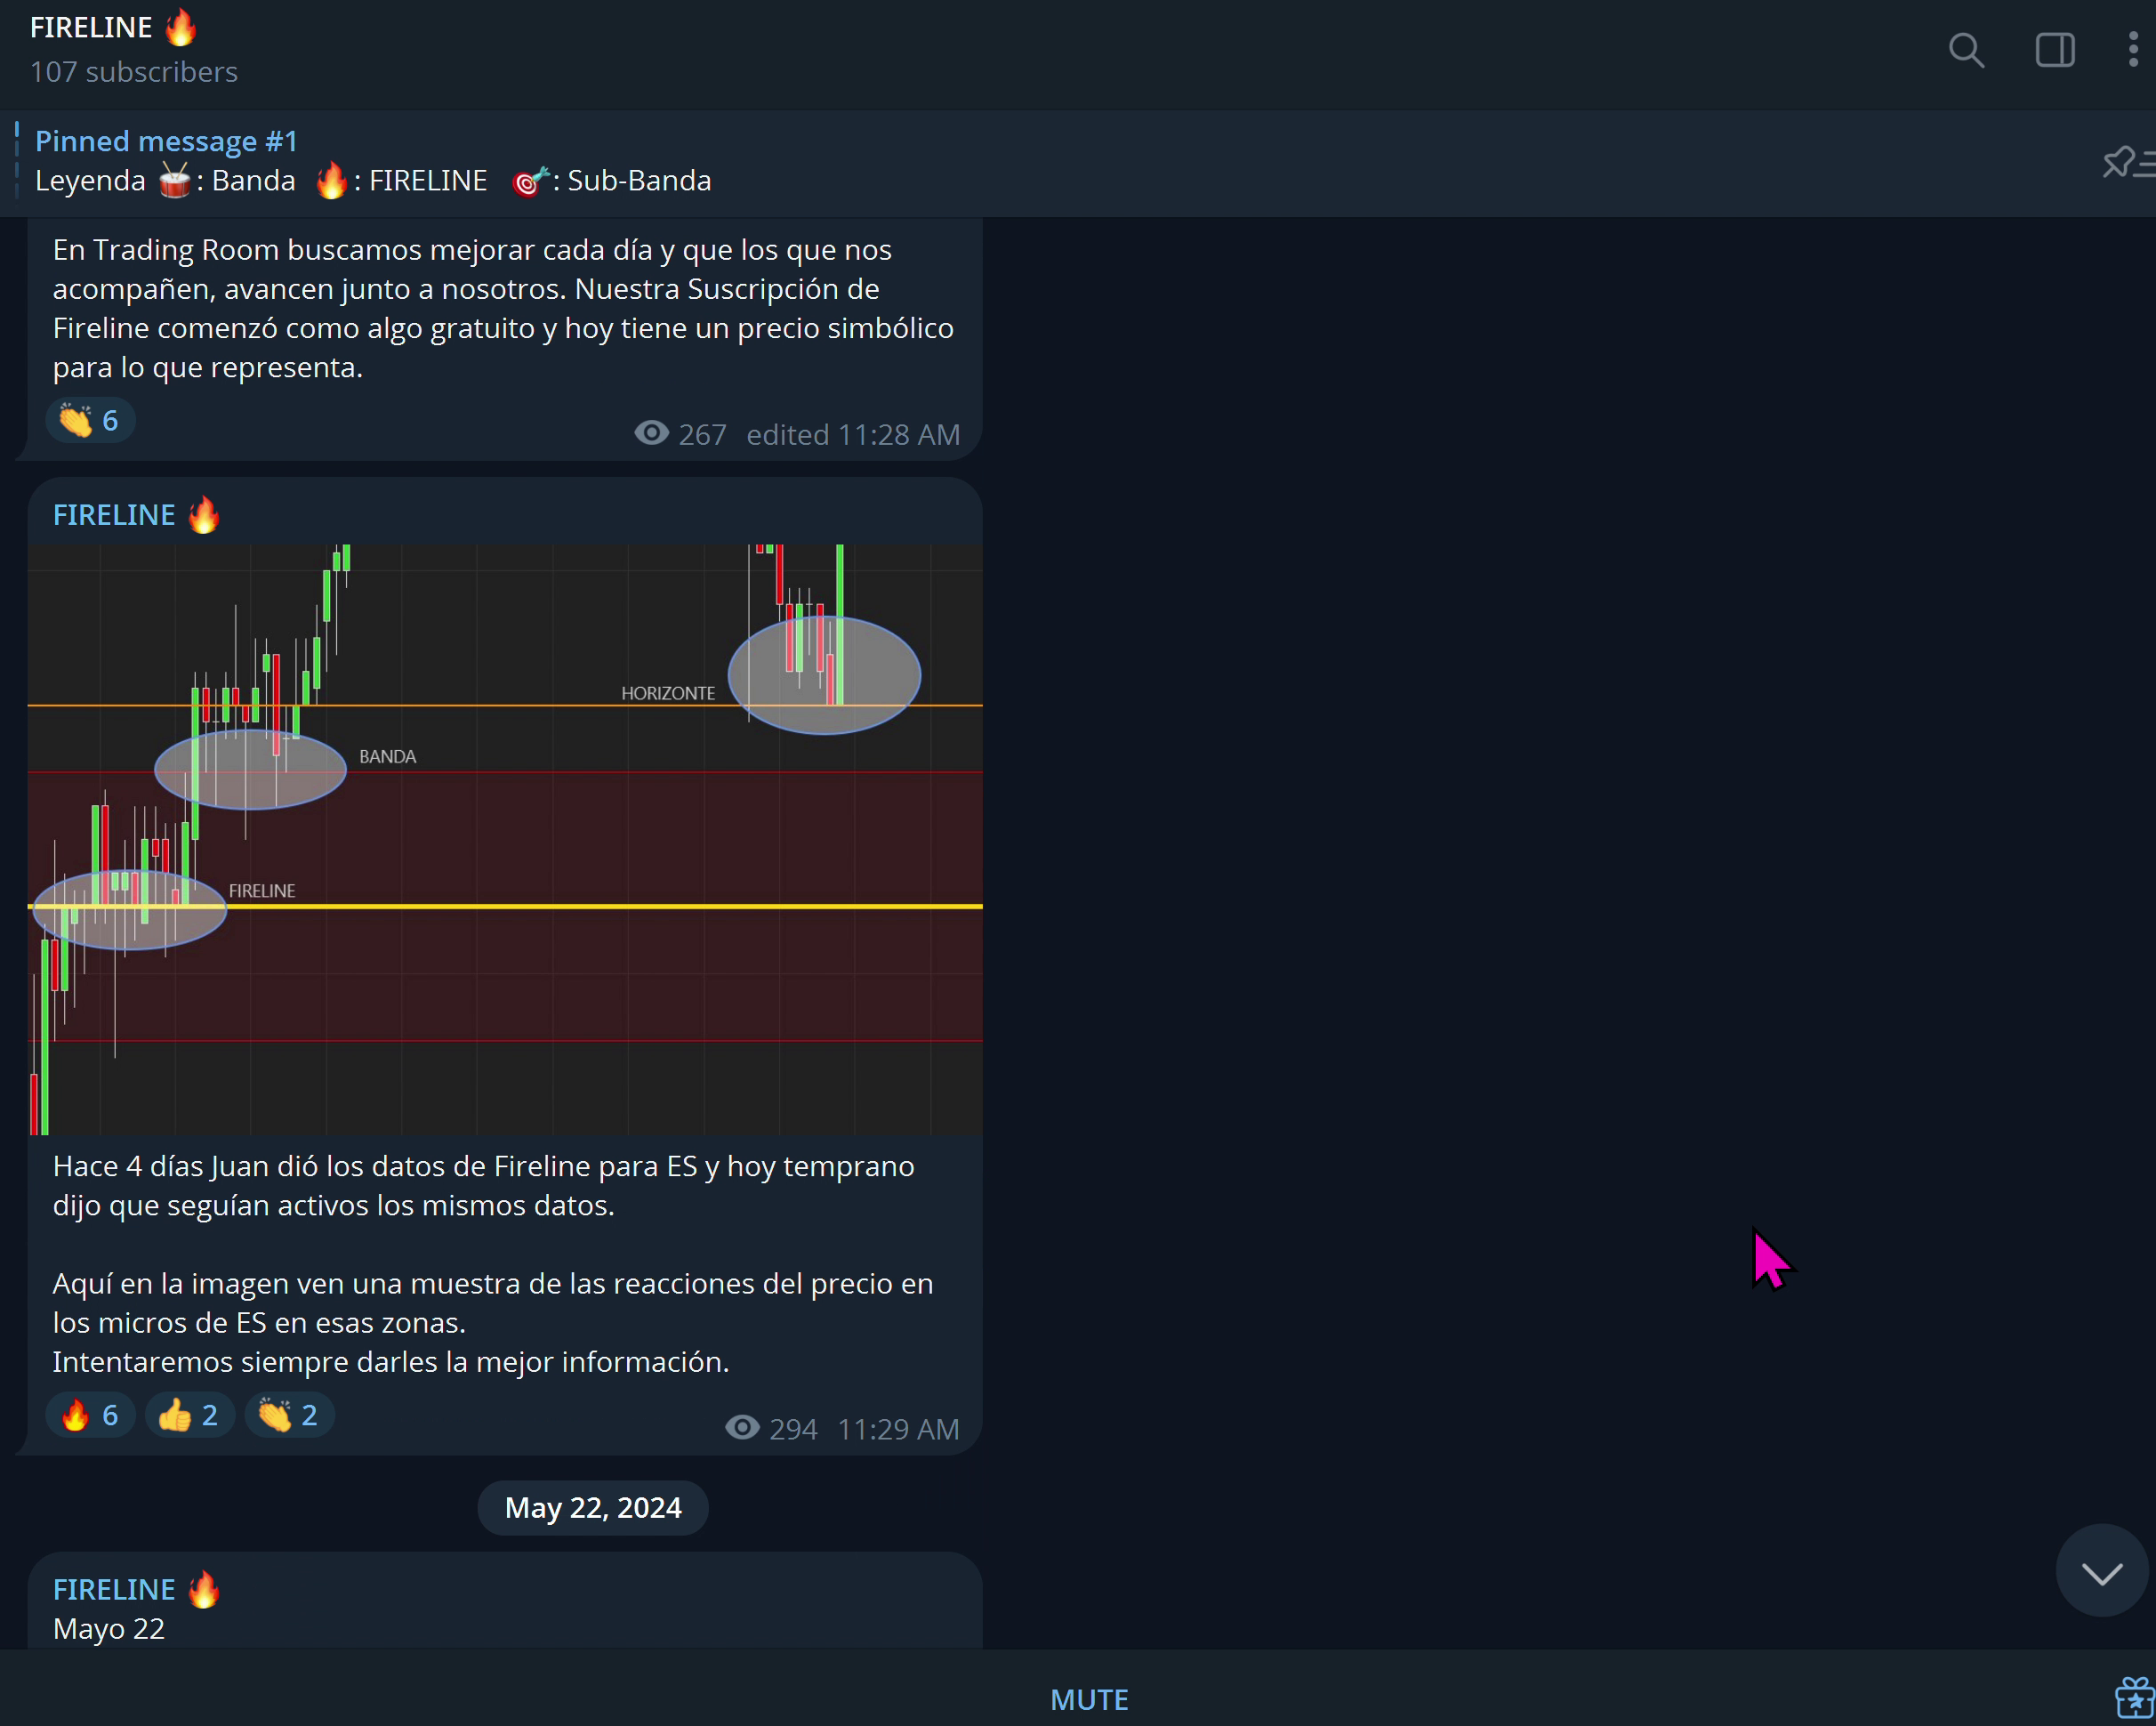 FIRELINE 🔥
107 subscribers
Pinned message #1
Leyenda 🥁: Banda 🔥: FIRELINE 🎯: Sub-Banda
En Trading Room buscamos mejorar cada día y que los que nos
acompañen, avancen junto a nosotros. Nuestra Suscripción de
Fireline comenzó como algo gratuito y hoy tiene un precio simbólico
para lo que representa.
👏 6
267 edited 11:28 AM
FIRELINE 🔥
HORIZONTE
BANDA
FIRELINE
Hace 4 días Juan dió los datos de Fireline para ES y hoy temprano
dijo que seguían activos los mismos datos.
Aquí en la imagen ven una muestra de las reacciones del precio en
los micros de ES en esas zonas.
Intentaremos siempre darles la mejor información.
🔥 6 👍 2 👏 2
294 11:29 AM
May 22, 2024
FIRELINE 🔥
Mayo 22
MUTE